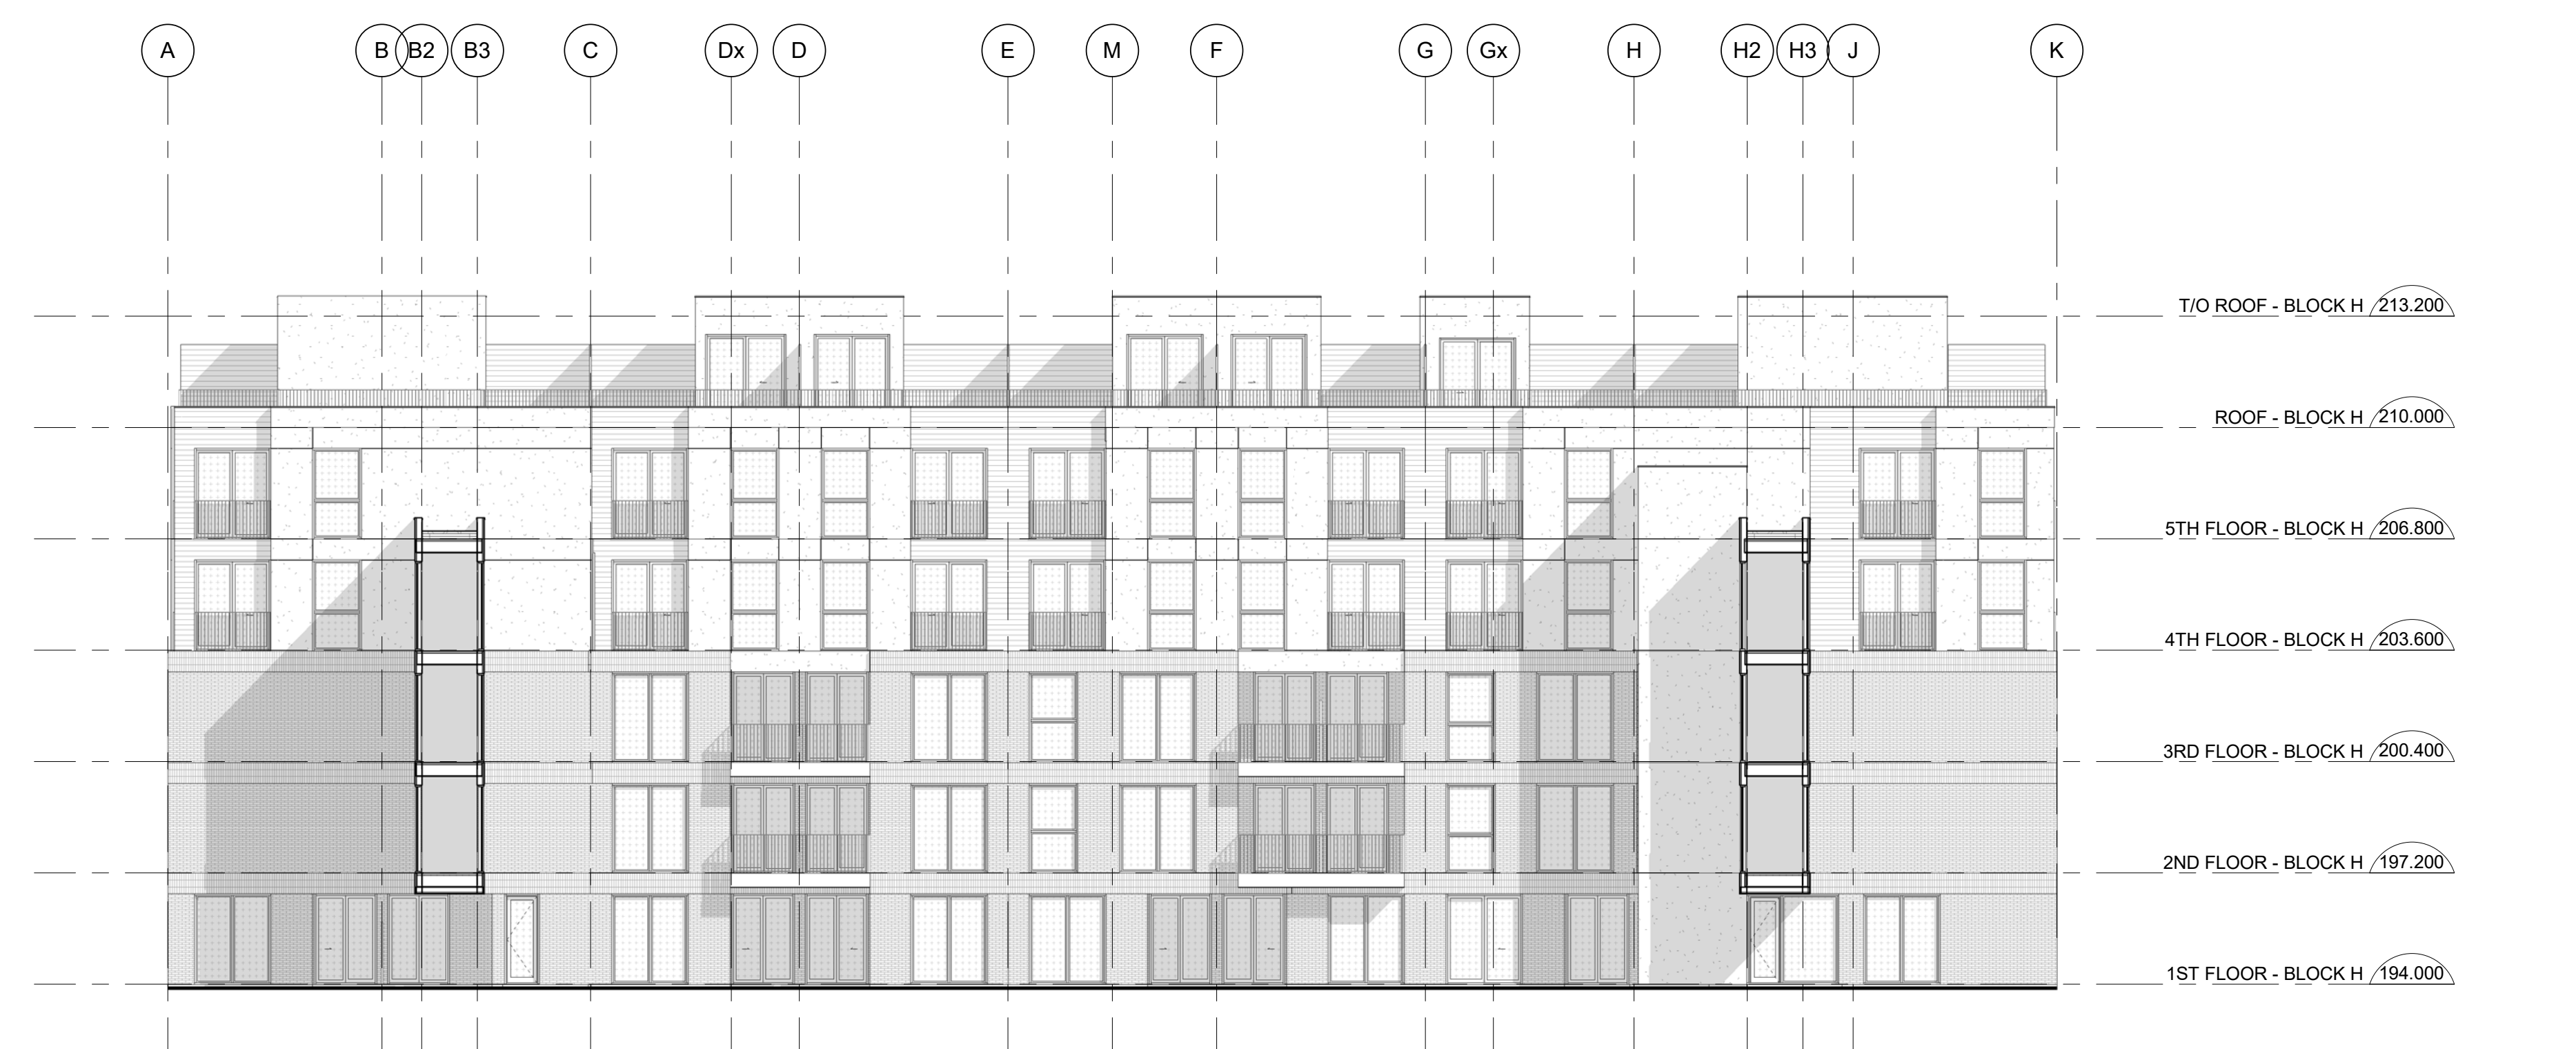 A B B2 B3 C Dx D E M F G Gx H H2 H3 J K
T/O ROOF - BLOCK H 213.200
ROOF - BLOCK H 210.000
5TH FLOOR - BLOCK H 206.800
4TH FLOOR - BLOCK H 203.600
3RD FLOOR - BLOCK H 200.400
2ND FLOOR - BLOCK H 197.200
1ST FLOOR - BLOCK H 194.000